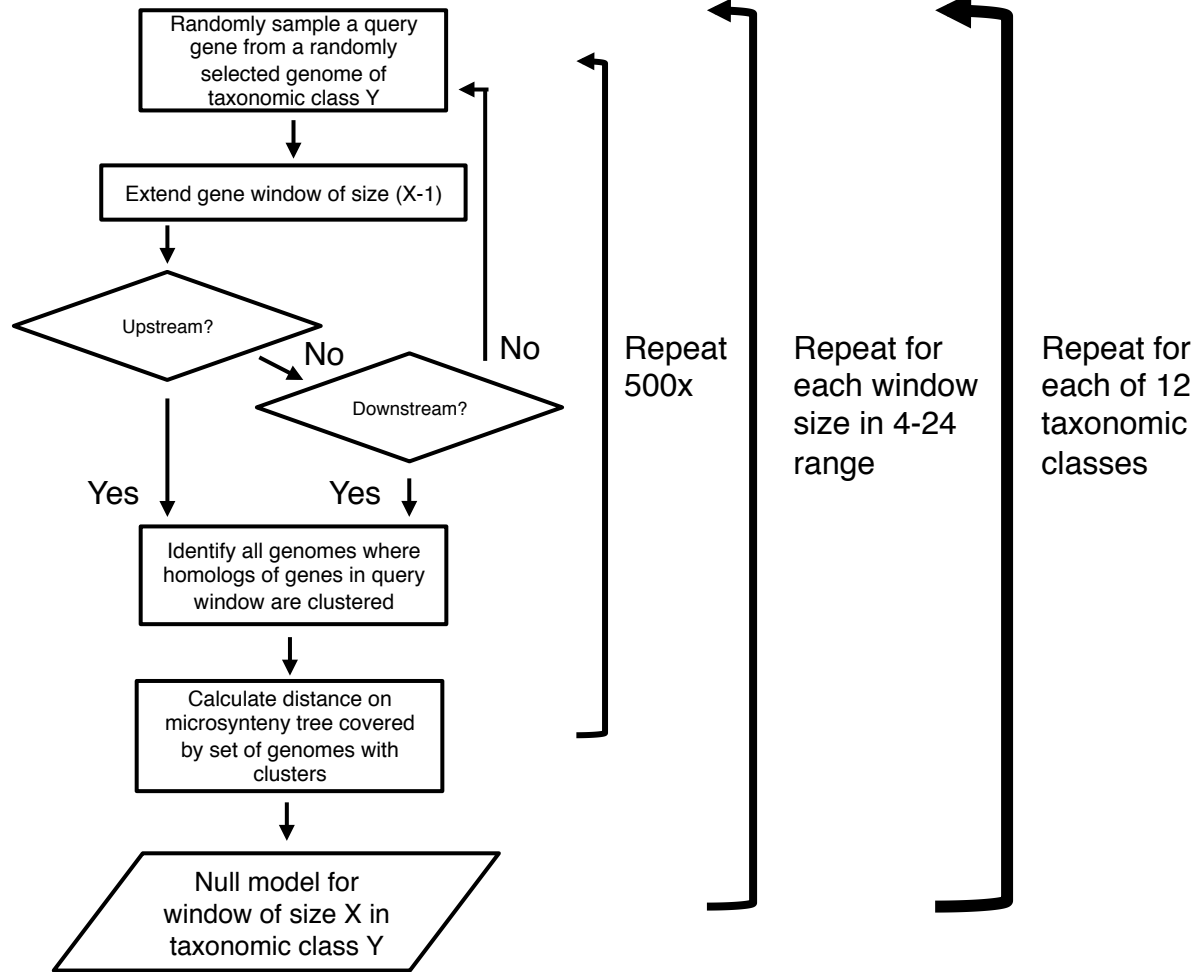 Randomly sample a query
gene from a randomly
selected genome of
taxonomic class Y
Extend gene window of size (X-1)
Upstream?
No
Downstream?
No
Yes
Yes
Identify all genomes where
homologs of genes in query
window are clustered
Calculate distance on
microsynteny tree covered
by set of genomes with
clusters
Null model for
window of size X in
taxonomic class Y
Repeat
500x
Repeat for
each window
size in 4-24
range
Repeat for
each of 12
taxonomic
classes